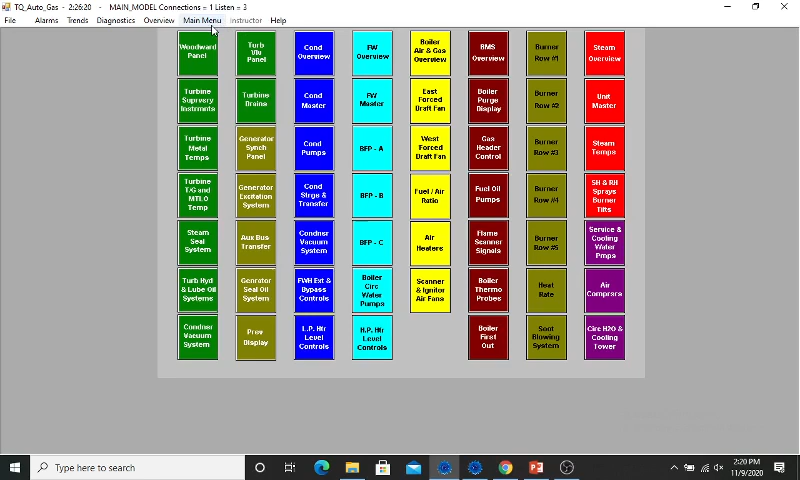 TQ_Auto_Gas - 2:26:20 - MAIN_MODEL Connections = 1 Listen = 3
File Alarms Trends Diagnostics Overview Main Menu Instructor Help
Woodward
Panel
Turb
Vlv
Panel
Cond
Overview
FW
Overview
Boiler
Air & Gas
Overview
BMS
Overview
Burner
Row #1
Steam
Overview
Turbine
Suprvsry
Instrmnts
Turbine
Drains
Cond
Master
FW
Master
East
Forced
Draft Fan
Boiler
Purge
Display
Burner
Row #2
Unit
Master
Turbine
Metal
Temps
Generator
Synch
Panel
Cond
Pumps
BFP - A
West
Forced
Draft Fan
Gas
Header
Control
Burner
Row #3
Steam
Temps
Turbine
T/G and
MTLO
Temp
Generator
Excitation
System
Cond
Strge &
Transfer
BFP - B
Fuel / Air
Ratio
Fuel Oil
Pumps
Burner
Row #4
SH & RH
Sprays
Burner
Tilts
Steam
Seal
System
Aux Bus
Transfer
Condnsr
Vacuum
System
BFP - C
Air
Heaters
Flame
Scanner
Signals
Burner
Row #5
Service &
Cooling
Water
Pmps
Turb Hyd
& Lube Oil
Systems
Genrator
Seal Oil
System
FWH Ext &
Bypass
Controls
Boiler
Circ
Water
Pumps
Scanner
& Ignitor
Air Fans
Boiler
Thermo
Probes
Heat
Rate
Air
Comprsrs
Condnsr
Vacuum
System
Prev
Display
L.P. Htr
Level
Controls
H.P. Htr
Level
Controls
Boiler
First
Out
Soot
Blowing
System
Circ H2O &
Cooling
Tower
Type here to search
2:20 PM
11/9/2020